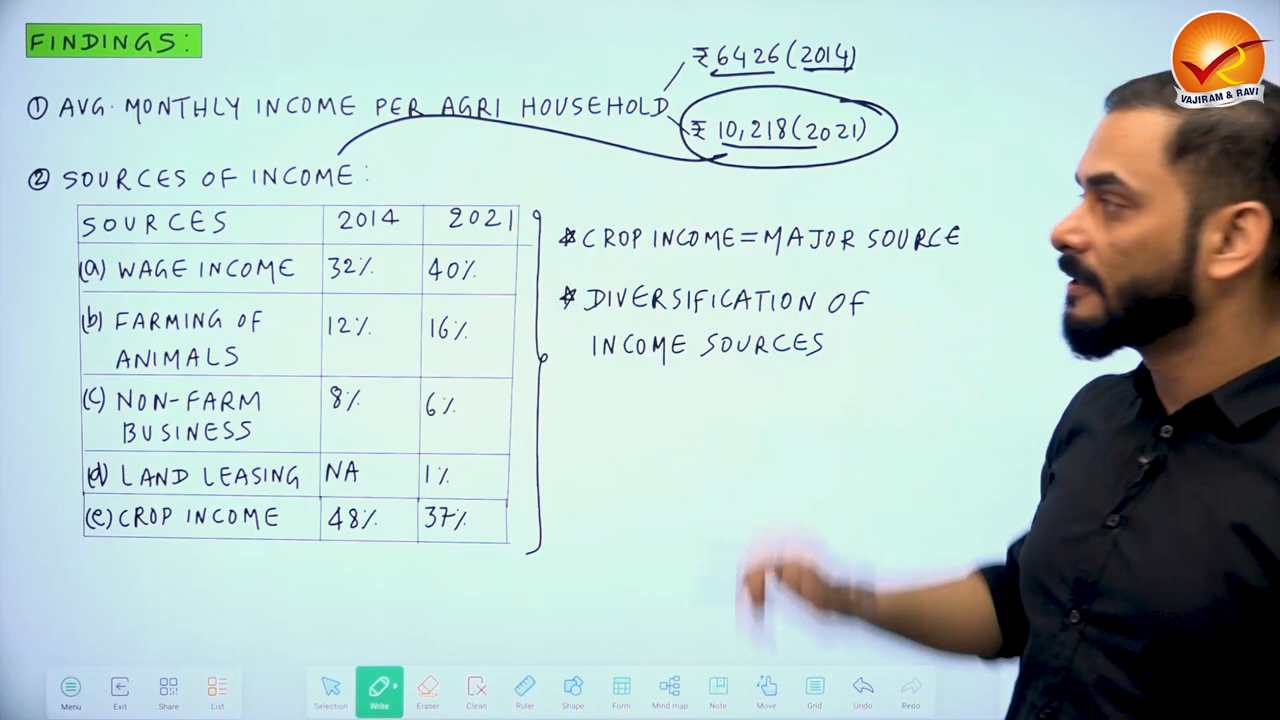 FINDINGS:
VAJIRAM & RAVI
① AVG. MONTHLY INCOME PER AGRI HOUSEHOLD
₹6426 (2014)
₹ 10,218 (2021)
② SOURCES OF INCOME:
SOURCES 2014 2021
(a) WAGE INCOME 32% 40%
(b) FARMING OF
ANIMALS 12% 16%
(c) NON-FARM
BUSINESS 8% 6%
(d) LAND LEASING NA 1%
(e) CROP INCOME 48% 37%
* CROP INCOME = MAJOR SOURCE
* DIVERSIFICATION OF
INCOME SOURCES
Menu
Exit
Share
List
Selection
Write
Eraser
Clean
Ruler
Shape
Form
Mind map
Note
Move
Grid
Undo
Redo